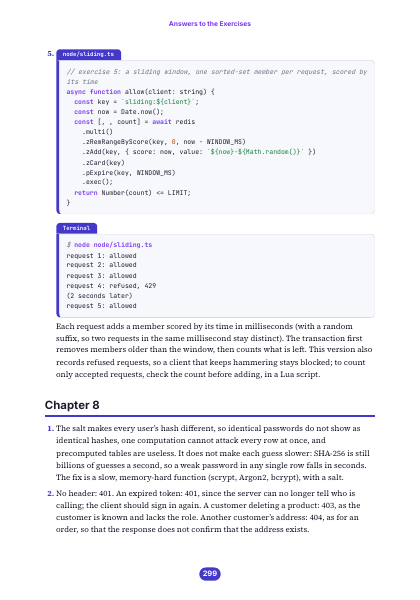 Answers to the Exercises
5. node/sliding.ts
// exercise 5: a sliding window, one sorted-set member per request, scored by
its time
async function allow(client: string) {
const key = `sliding:${client}`;
const now = Date.now();
const [, , count] = await redis
.multi()
.zRemRangeByScore(key, 0, now - WINDOW_MS)
.zAdd(key, { score: now, value: `${now}-${Math.random()}` })
.zCard(key)
.pExpire(key, WINDOW_MS)
.exec();
return Number(count) <= LIMIT;
}
Terminal
$ node node/sliding.ts
request 1: allowed
request 2: allowed
request 3: allowed
request 4: refused, 429
(2 seconds later)
request 5: allowed
Each request adds a member scored by its time in milliseconds (with a random
suffix, so two requests in the same millisecond stay distinct). The transaction first
removes members older than the window, then counts what is left. This version also
records refused requests, so a client that keeps hammering stays blocked; to count
only accepted requests, check the count before adding, in a Lua script.
Chapter 8
1. The salt makes every user's hash different, so identical passwords do not show as
identical hashes, one computation cannot attack every row at once, and
precomputed tables are useless. It does not make each guess slower: SHA-256 is still
billions of guesses a second, so a weak password in any single row falls in seconds.
The fix is a slow, memory-hard function (scrypt, Argon2, bcrypt), with a salt.
2. No header: 401. An expired token: 401, since the server can no longer tell who is
calling; the client should sign in again. A customer deleting a product: 403, as the
customer is known and lacks the role. Another customer's address: 404, as for an
order, so that the response does not confirm that the address exists.
299